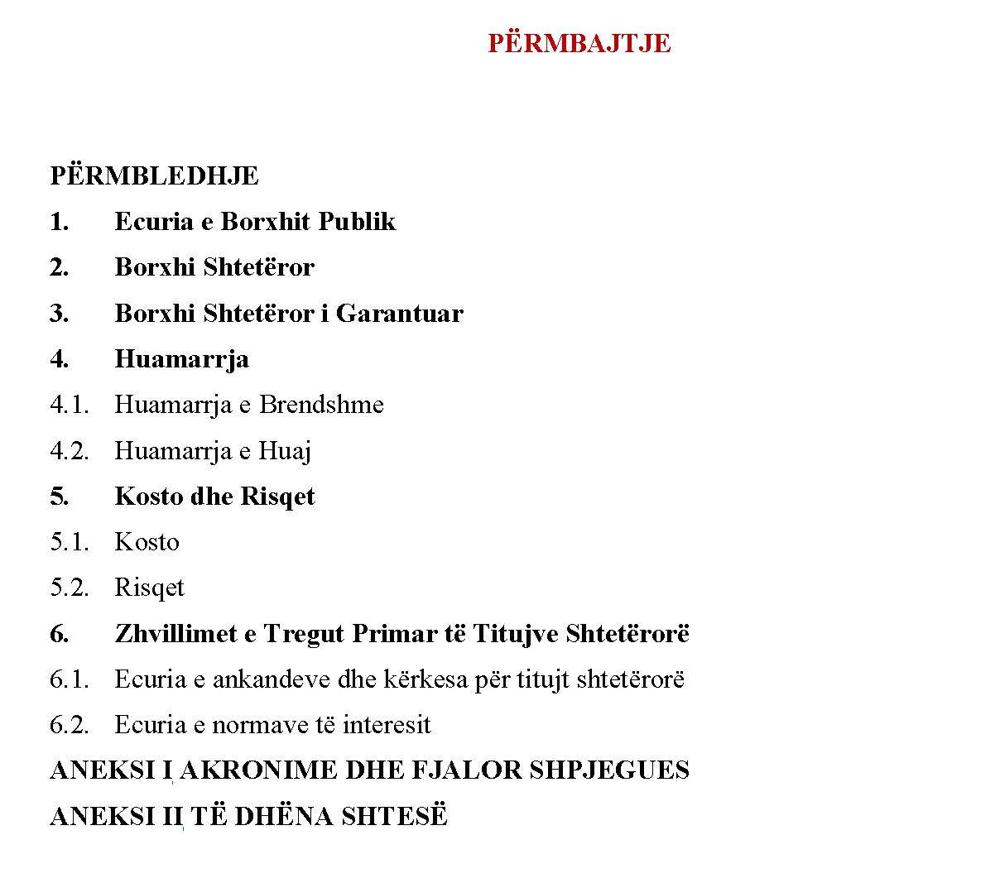 PËRMBAJTJE
PËRMBLEDHJE
1. Ecuria e Borxhit Publik
2. Borxhi Shtetëror
3. Borxhi Shtetëror i Garantuar
4. Huamarrja
4.1. Huamarrja e Brendshme
4.2. Huamarrja e Huaj
5. Kosto dhe Risqet
5.1. Kosto
5.2. Risqet
6. Zhvillimet e Tregut Primar të Titujve Shtetërorë
6.1. Ecuria e ankandeve dhe kërkesa për titujt shtetërorë
6.2. Ecuria e normave të interesit
ANEKSI I AKRONIME DHE FJALOR SHPJEGUES
ANEKSI II TË DHËNA SHTESË